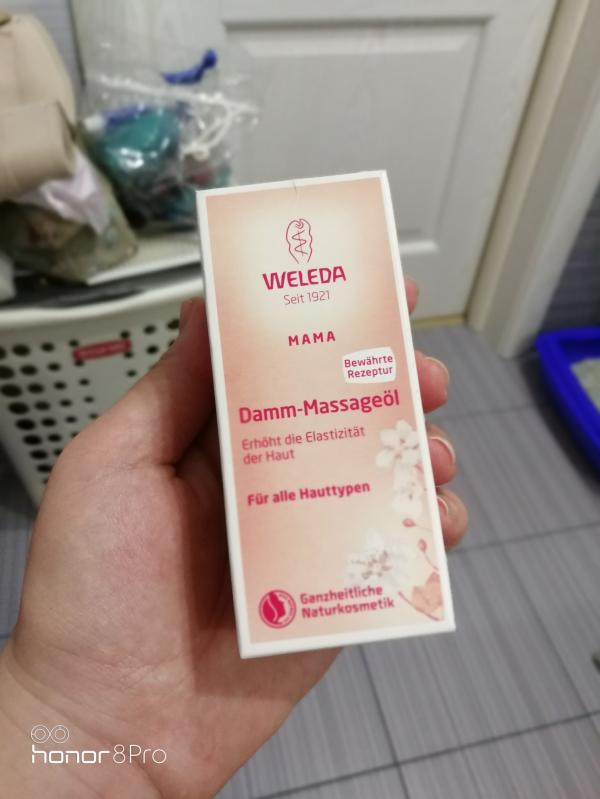 WELEDA
Seit 1921
MAMA
Bewährte
Rezeptur
Damm-Massageöl
Erhöht die Elastizität
der Haut
Für alle Hauttypen
Ganzheitliche
Naturkosmetik
honor 8 Pro